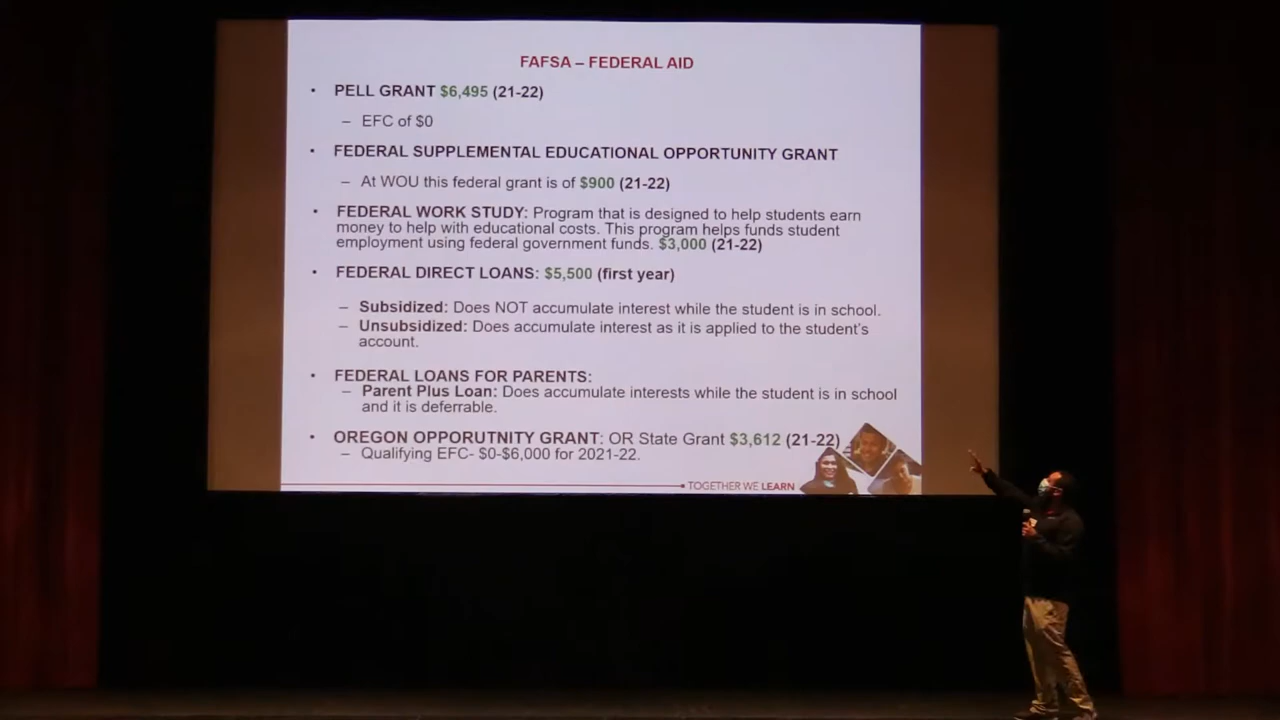 FAFSA – FEDERAL AID
• PELL GRANT $6,495 (21-22)
– EFC of $0
• FEDERAL SUPPLEMENTAL EDUCATIONAL OPPORTUNITY GRANT
– At WOU this federal grant is of $900 (21-22)
• FEDERAL WORK STUDY: Program that is designed to help students earn
money to help with educational costs. This program helps funds student
employment using federal government funds. $3,000 (21-22)
• FEDERAL DIRECT LOANS: $5,500 (first year)
– Subsidized: Does NOT accumulate interest while the student is in school.
– Unsubsidized: Does accumulate interest as it is applied to the student's
account.
• FEDERAL LOANS FOR PARENTS:
– Parent Plus Loan: Does accumulate interests while the student is in school
and it is deferrable.
• OREGON OPPORUTNITY GRANT: OR State Grant $3,612 (21-22)
– Qualifying EFC- $0-$6,000 for 2021-22.
TOGETHER WE LEARN